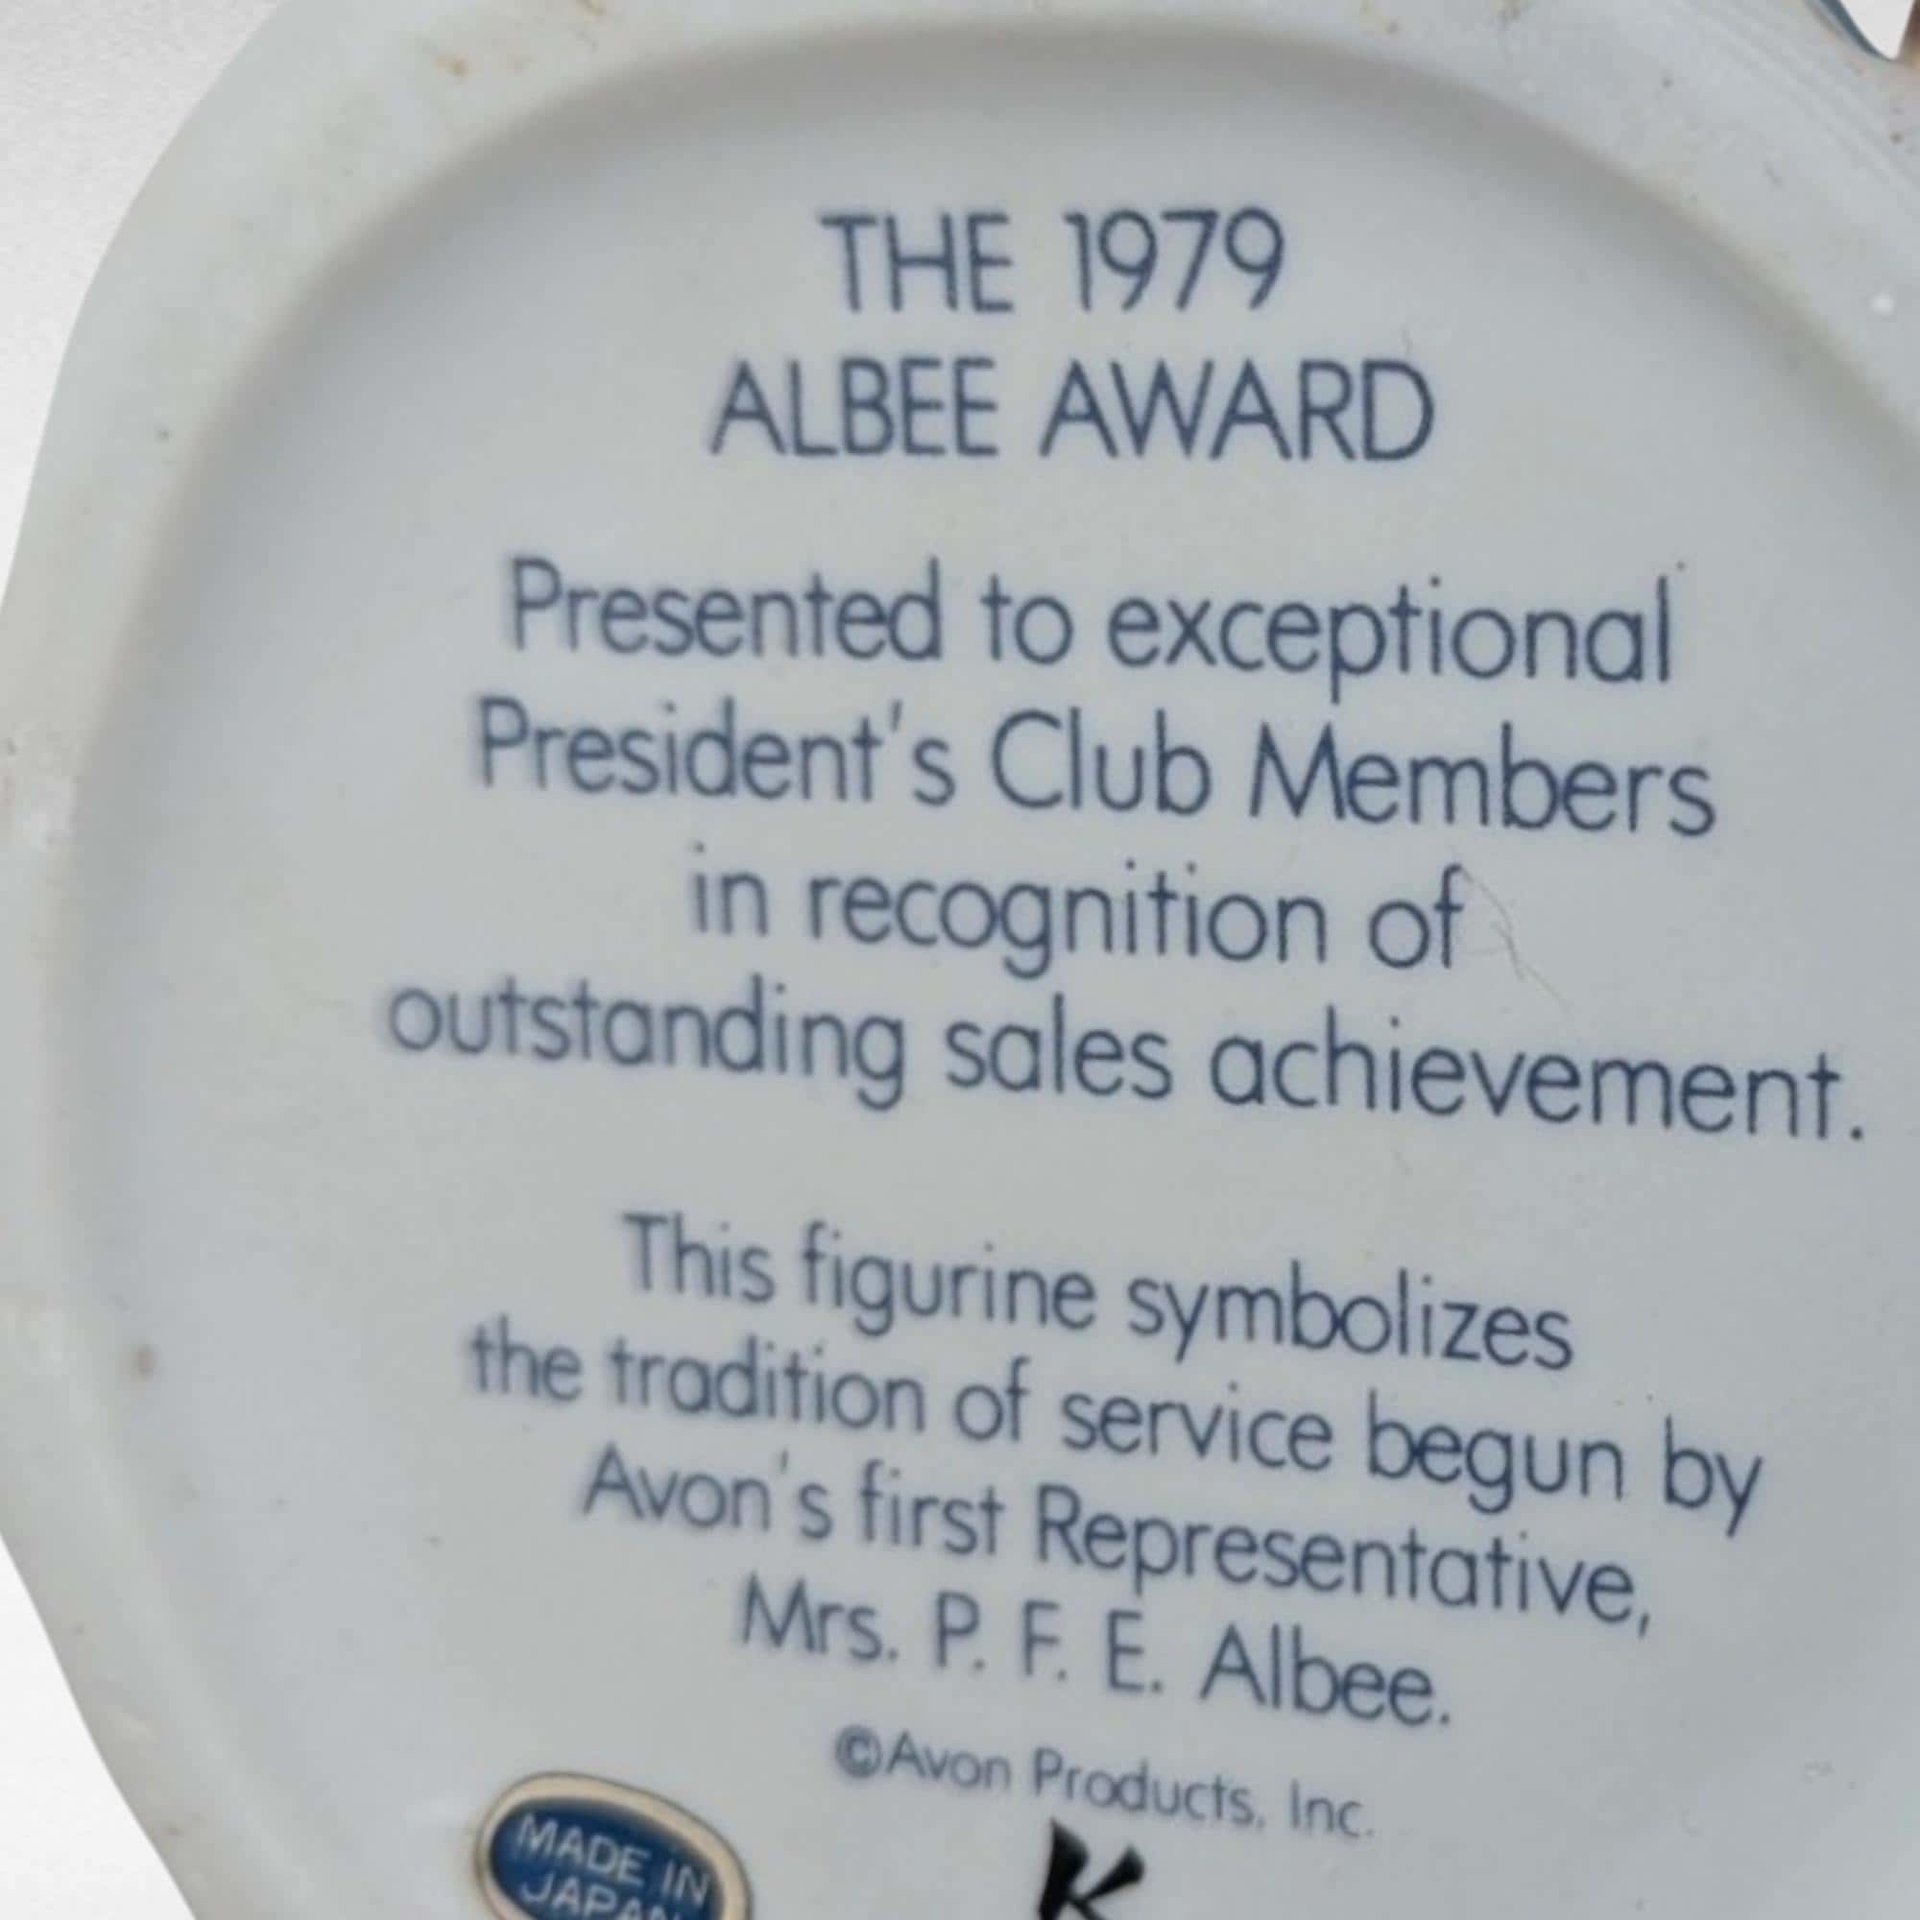 THE 1979
ALBEE AWARD
Presented to exceptional
President's Club Members
in recognition of
outstanding sales achievement.
This figurine symbolizes
the tradition of service begun by
Avon's first Representative,
Mrs. P. F. E. Albee.
©Avon Products, Inc.
MADE IN
JAPAN
K